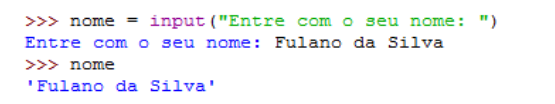 >>> nome = input("Entre com o seu nome: ")
Entre com o seu nome: Fulano da Silva
>>> nome
'Fulano da Silva'